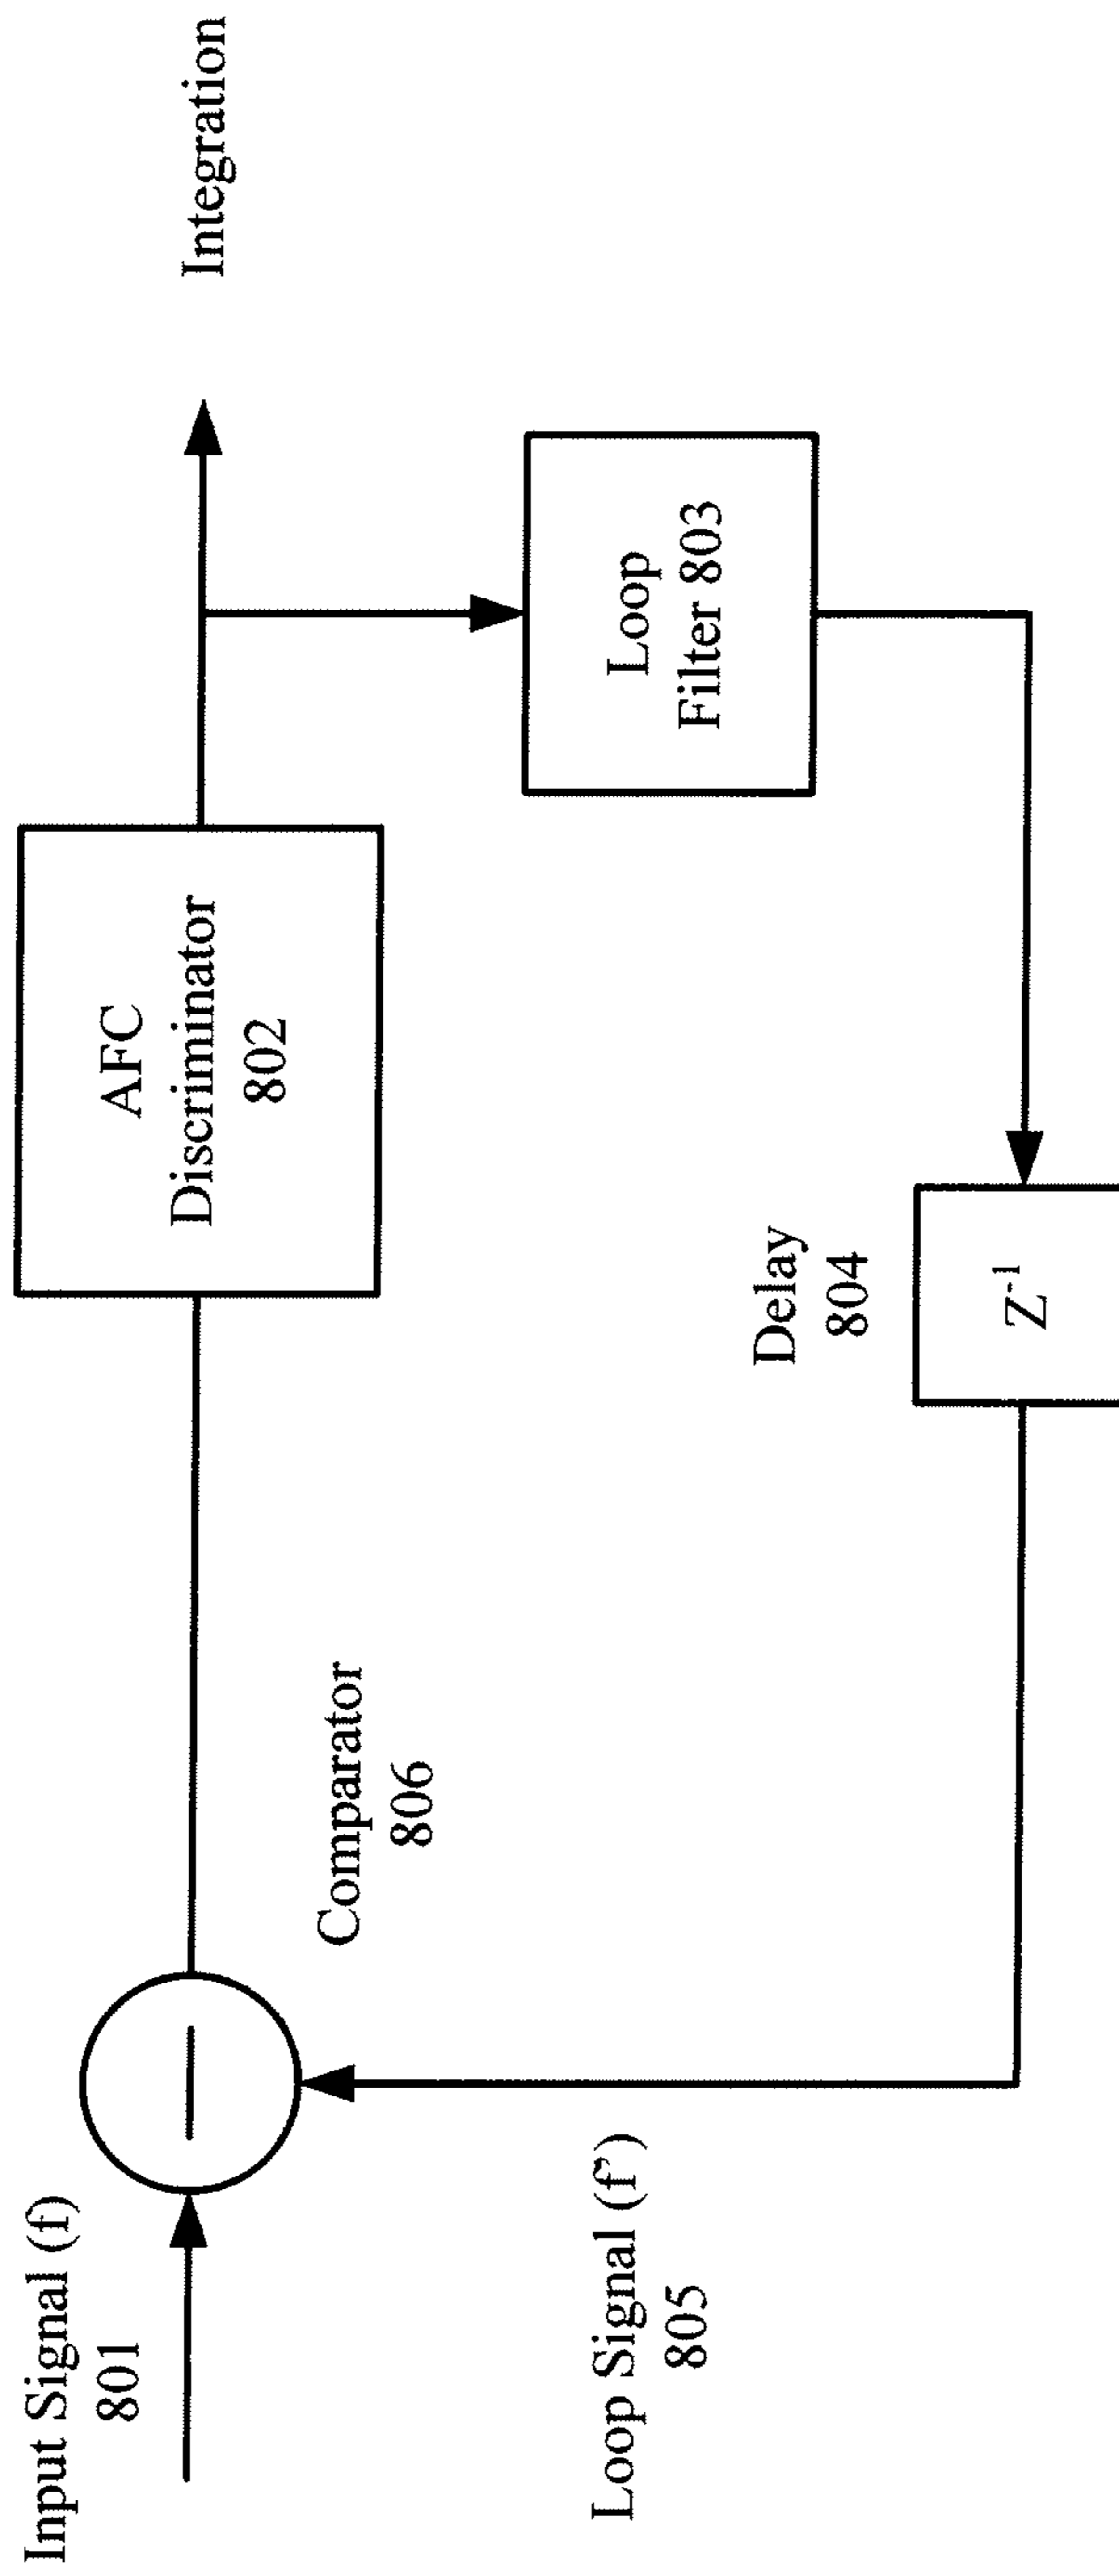 Input Signal (f)
801
Comparator
806
AFC
Discriminator
802
Integration
Loop
Filter 803
Delay
804
Z-1
Loop Signal (f')
805